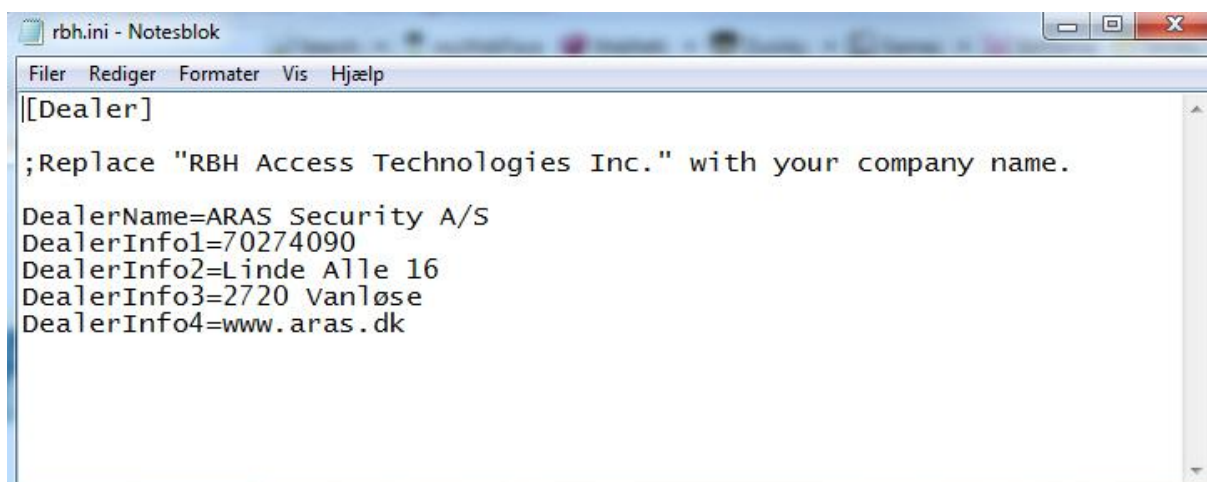 rbh.ini - Notesblok
Filer Rediger Formater Vis Hjælp
[Dealer]
;Replace "RBH Access Technologies Inc." with your company name.
DealerName=ARAS Security A/S
DealerInfo1=70274090
DealerInfo2=Linde Alle 16
DealerInfo3=2720 Vanløse
DealerInfo4=www.aras.dk